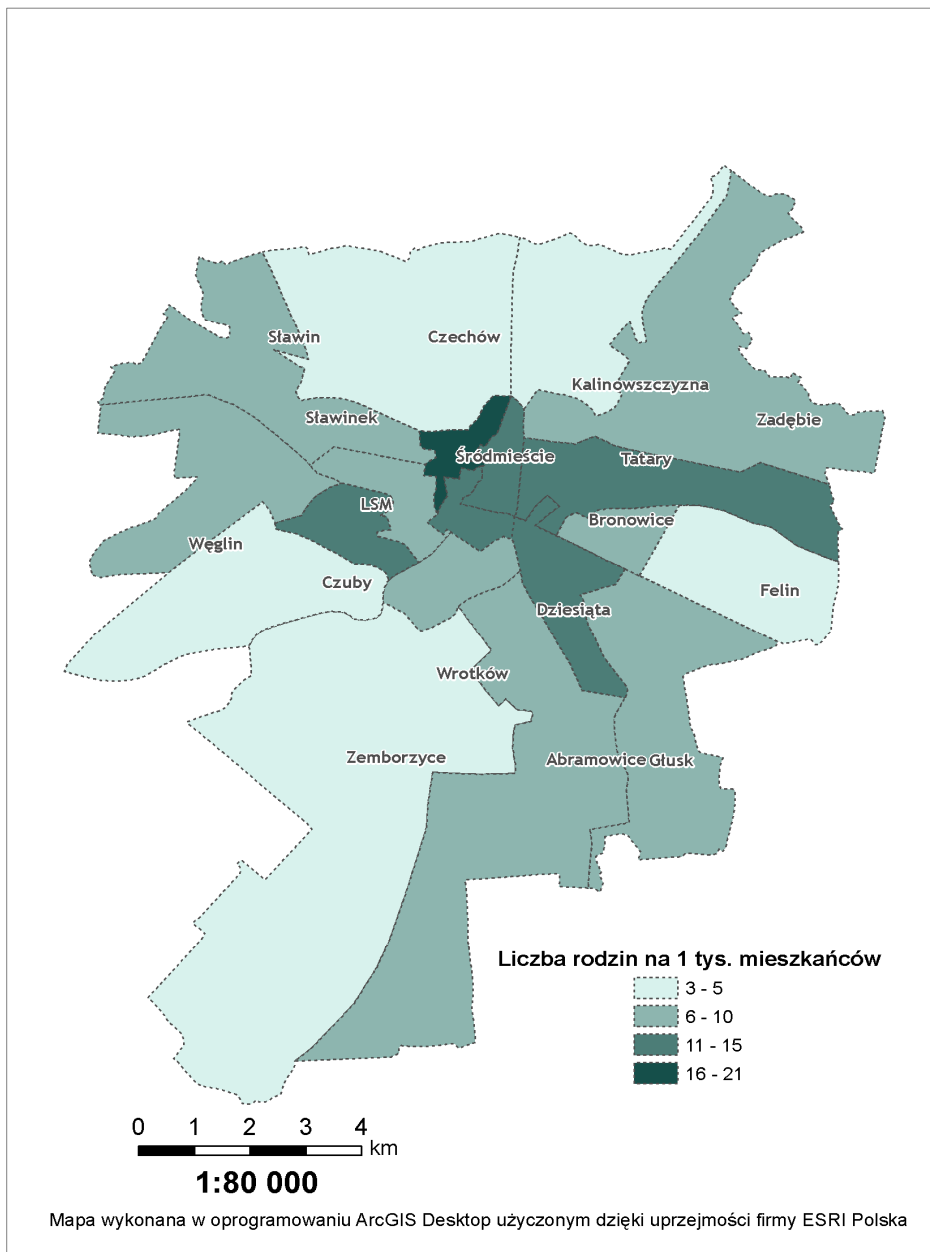 Sławin
Czechów
Kalinowszczyzna
Sławinek
Zadębie
Śródmieście
Tatary
LSM
Bronowice
Węglin
Czuby
Felin
Dziesiąta
Wrotków
Zemborzyce
Abramowice Głusk
Liczba rodzin na 1 tys. mieszkańców
3 - 5
6 - 10
11 - 15
16 - 21
0 1 2 3 4
km
1:80 000
Mapa wykonana w oprogramowaniu ArcGIS Desktop użyczonym dzięki uprzejmości firmy ESRI Polska